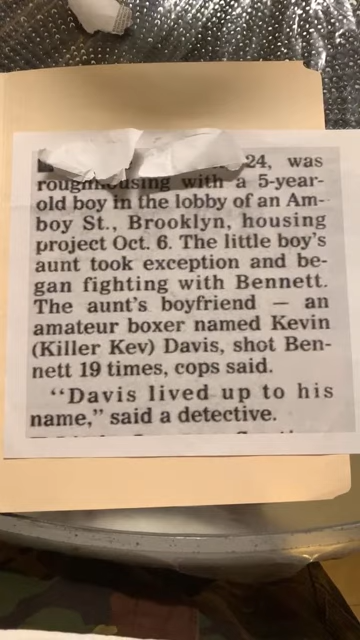 24, was
roughhousing with a 5-year-
old boy in the lobby of an Am-
boy St., Brooklyn, housing
project Oct. 6. The little boy's
aunt took exception and be-
gan fighting with Bennett.
The aunt's boyfriend — an
amateur boxer named Kevin
(Killer Kev) Davis, shot Ben-
nett 19 times, cops said.
"Davis lived up to his
name," said a detective.